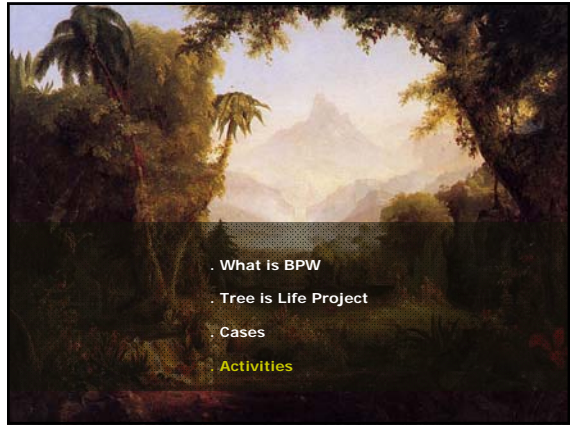 . What is BPW
. Tree is Life Project
. Cases
. Activities